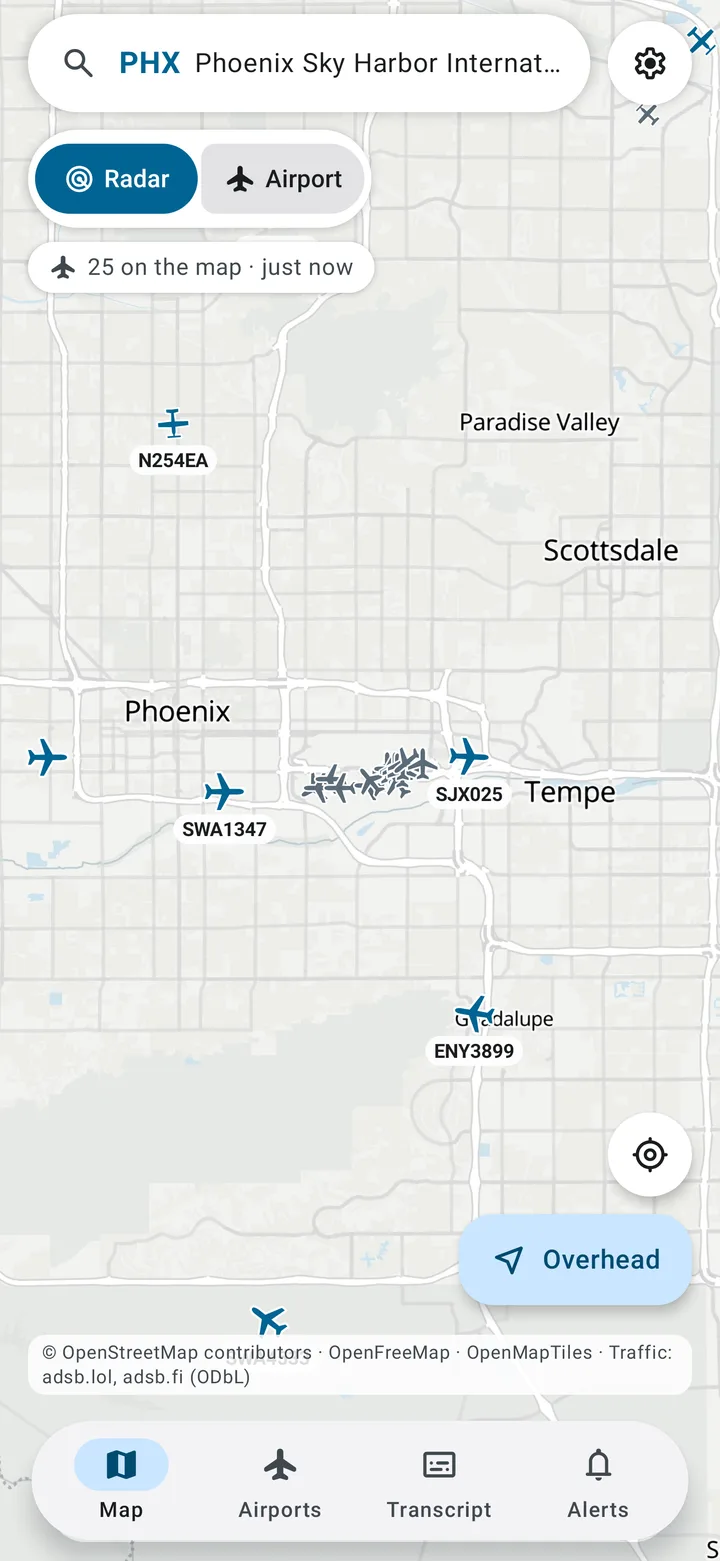 PHX Phoenix Sky Harbor Internat…
Radar
Airport
25 on the map · just now
N254EA
Paradise Valley
Scottsdale
Phoenix
SWA1347
SJX025
Tempe
Guadalupe
ENY3899
Overhead
© OpenStreetMap contributors · OpenFreeMap · OpenMapTiles · Traffic:
adsb.lol, adsb.fi (ODbL)
Map
Airports
Transcript
Alerts
S